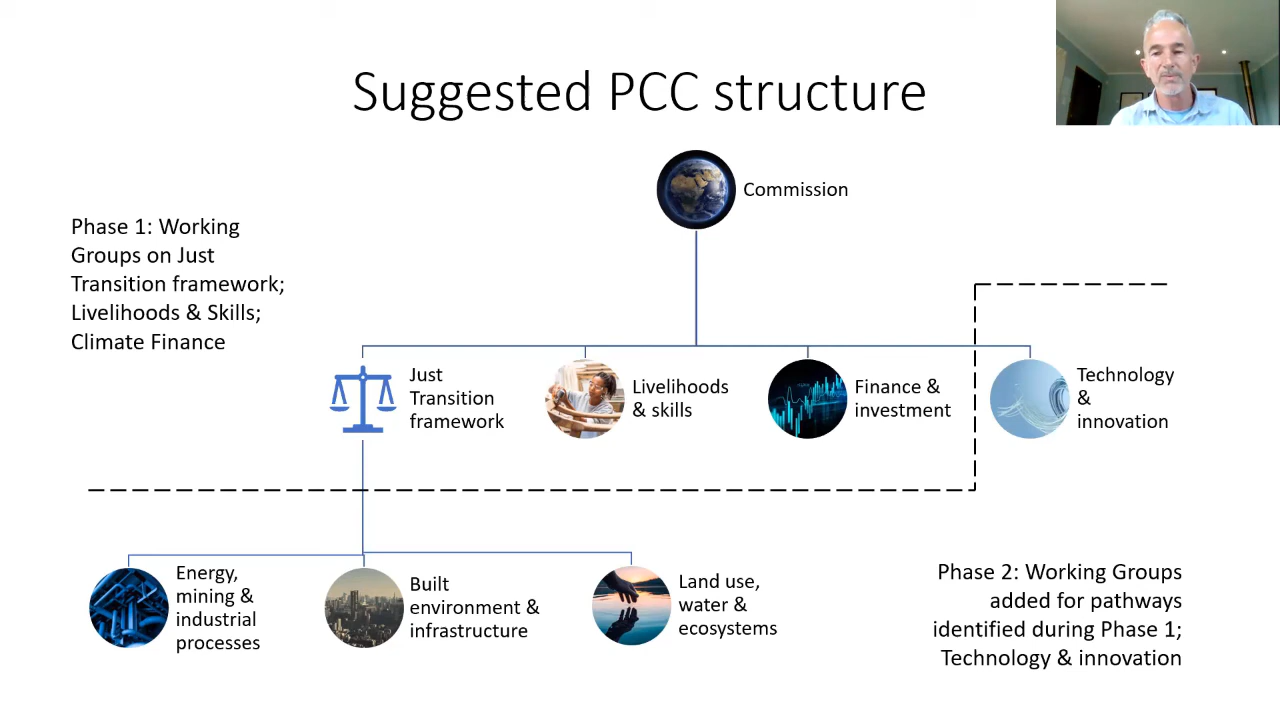 Suggested PCC structure
Commission
Phase 1: Working
Groups on Just
Transition framework;
Livelihoods & Skills;
Climate Finance
Just
Transition
framework
Livelihoods
& skills
Finance &
investment
Technology
&
innovation
Energy,
mining &
industrial
processes
Built
environment &
infrastructure
Land use,
water &
ecosystems
Phase 2: Working Groups
added for pathways
identified during Phase 1;
Technology & innovation